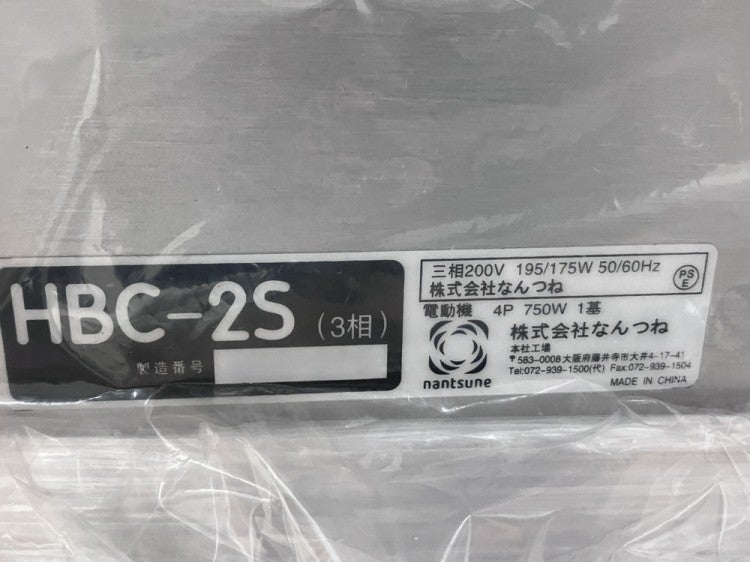 HBC-2S (3相)
製造番号
三相200V 195/175W 50/60Hz
株式会社なんつね
PS
E
電動機 4P 750W 1基
nantsune
株式会社なんつね
本社工場
〒583-0008大阪府藤井寺市大井4-17-41
Tel:072-939-1500(代) Fax:072-939-1504
MADE IN CHINA